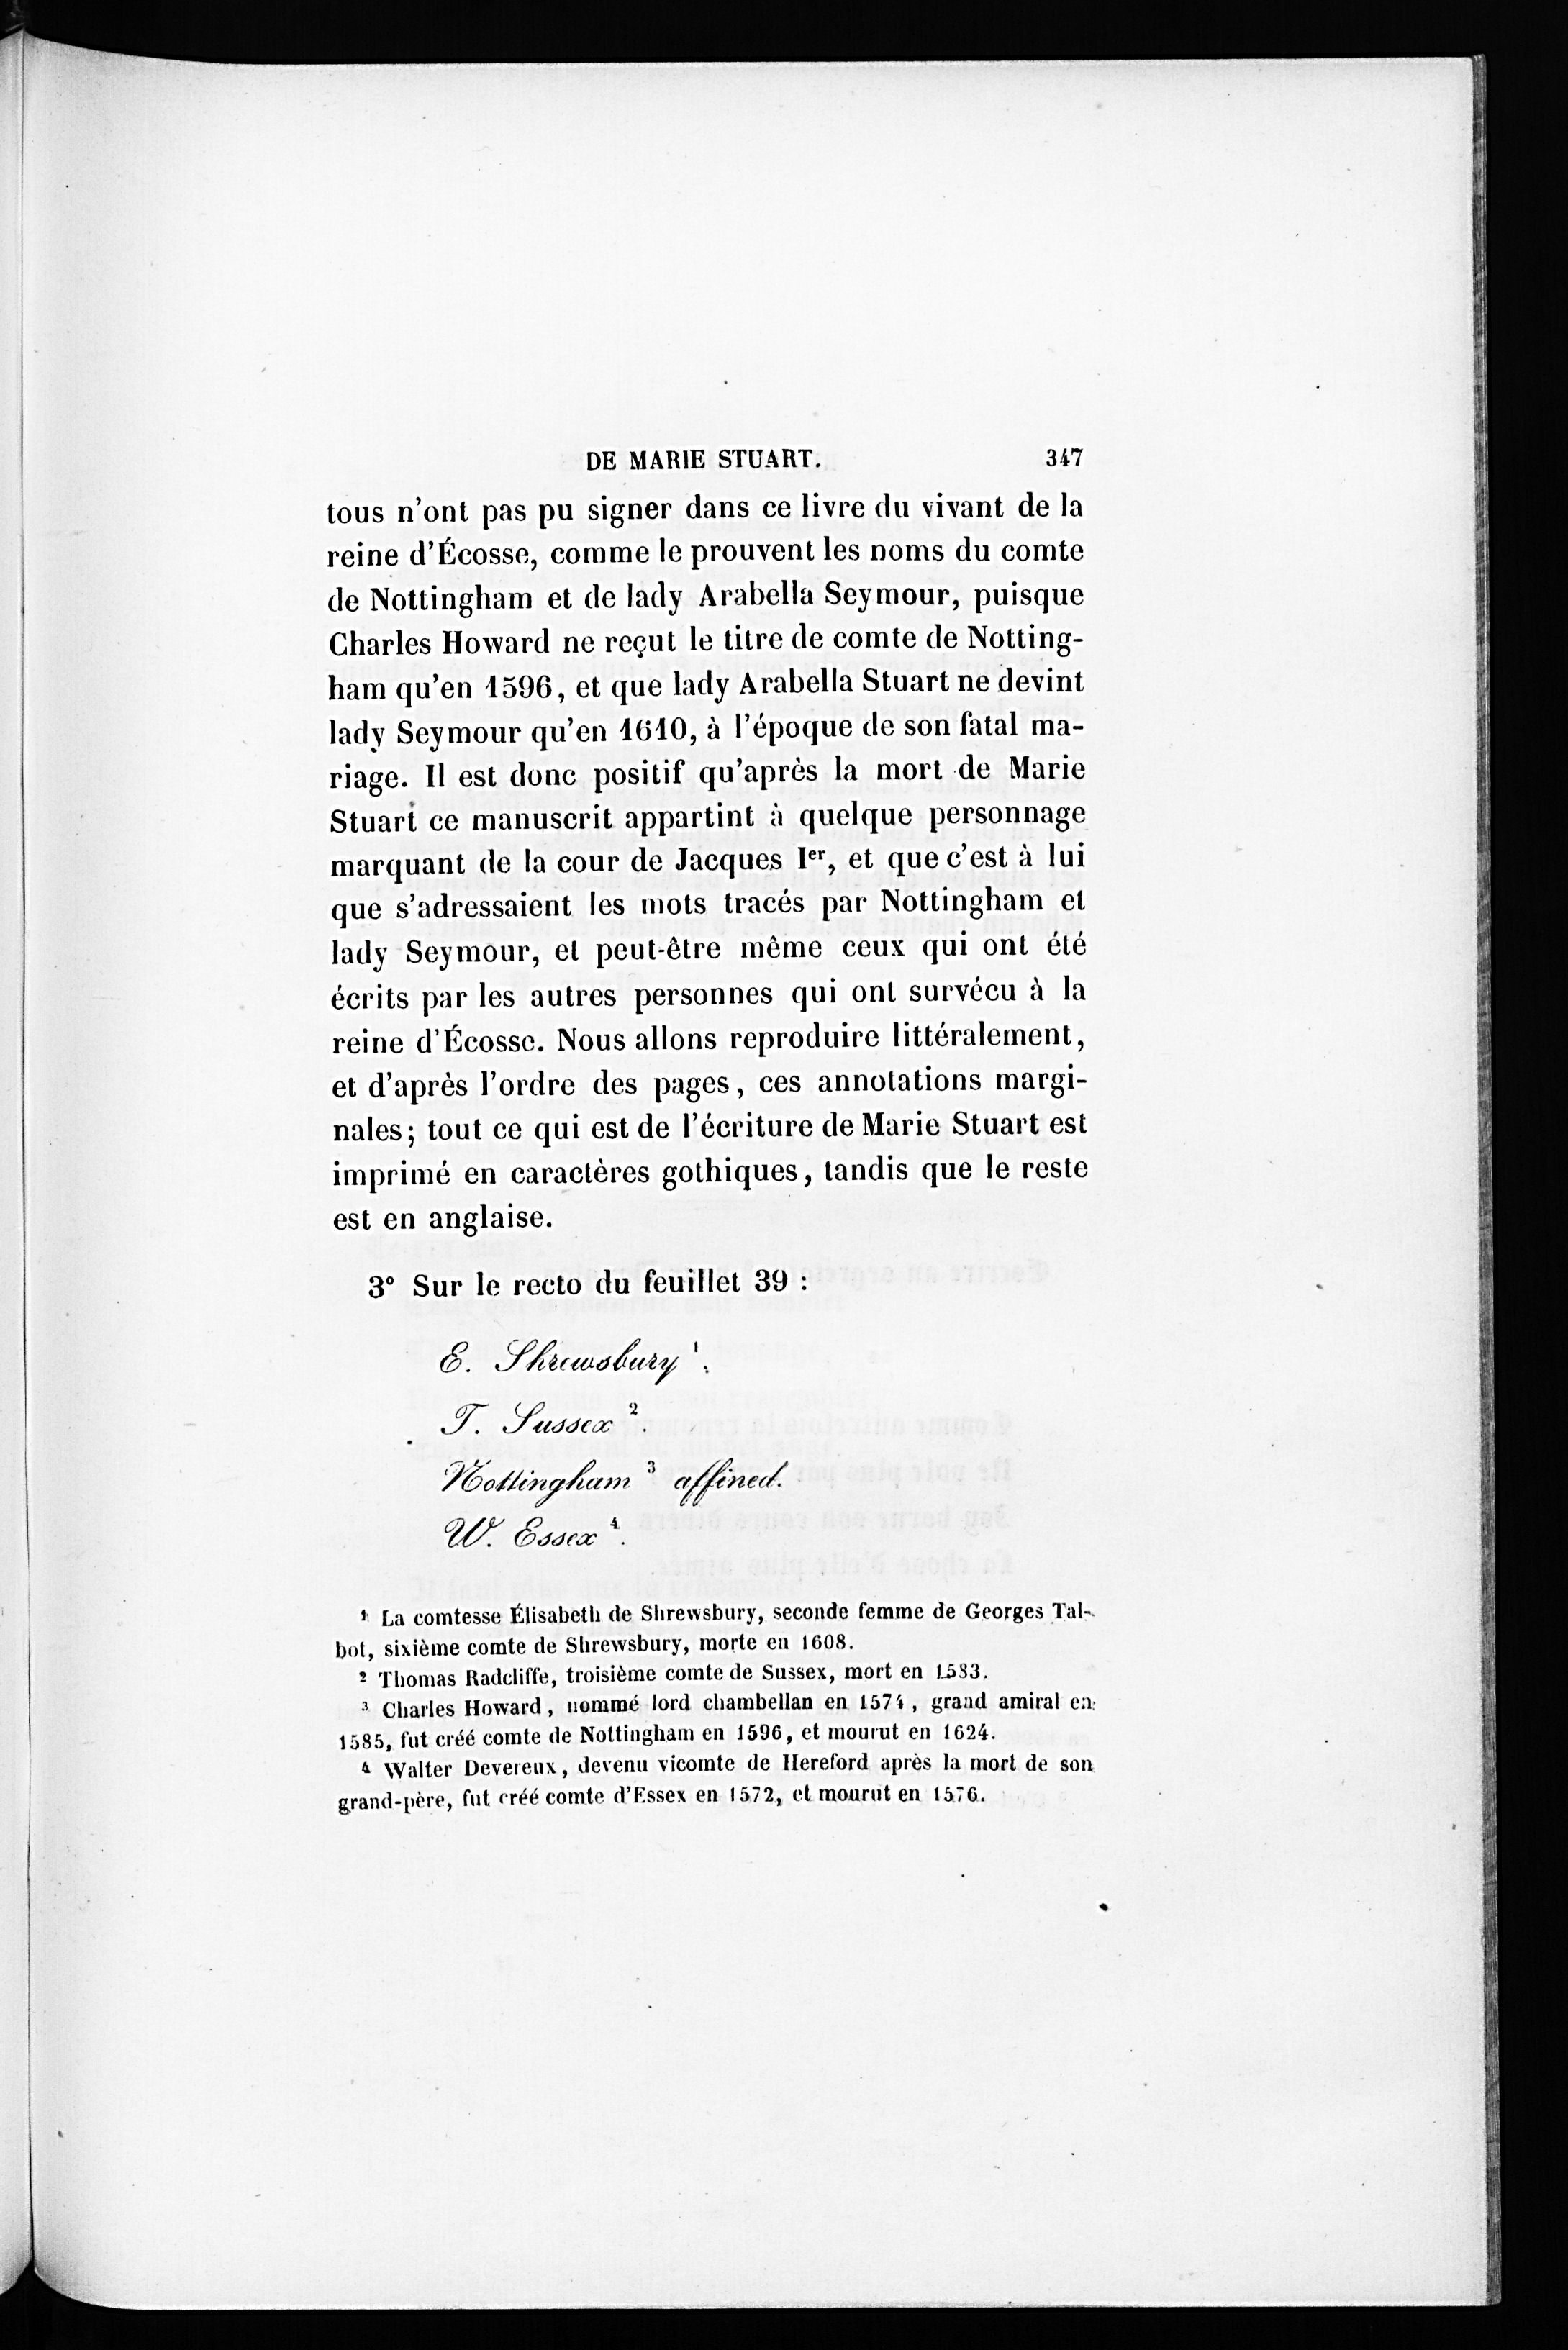 DE MARIE STUART. 347
tous n'ont pas pu signer dans ce livre du vivant de la
reine d'Écosse, comme le prouvent les noms du comte
de Nottingham et de lady Arabella Seymour, puisque
Charles Howard ne reçut le titre de comte de Notting-
ham qu'en 1596, et que lady Arabella Stuart ne devint
lady Seymour qu'en 1610, à l'époque de son fatal ma-
riage. Il est donc positif qu'après la mort de Marie
Stuart ce manuscrit appartint à quelque personnage
marquant de la cour de Jacques Ier, et que c'est à lui
que s'adressaient les mots tracés par Nottingham et
lady Seymour, et peut-être même ceux qui ont été
écrits par les autres personnes qui ont survécu à la
reine d'Écosse. Nous allons reproduire littéralement,
et d'après l'ordre des pages, ces annotations margi-
nales; tout ce qui est de l'écriture de Marie Stuart est
imprimé en caractères gothiques, tandis que le reste
est en anglaise.
3° Sur le recto du feuillet 39 :
E. Shrewsbury ¹.
T. Sussex ².
Nottingham ³ affined.
W. Essex ⁴.
¹ La comtesse Élisabeth de Shrewsbury, seconde femme de Georges Tal-
bot, sixième comte de Shrewsbury, morte en 1608.
² Thomas Radcliffe, troisième comte de Sussex, mort en 1583.
³ Charles Howard, nommé lord chambellan en 1574, grand amiral en
1585, fut créé comte de Nottingham en 1596, et mourut en 1624.
⁴ Walter Devereux, devenu vicomte de Hereford après la mort de son
grand-père, fut créé comte d'Essex en 1572, et mourut en 1576.